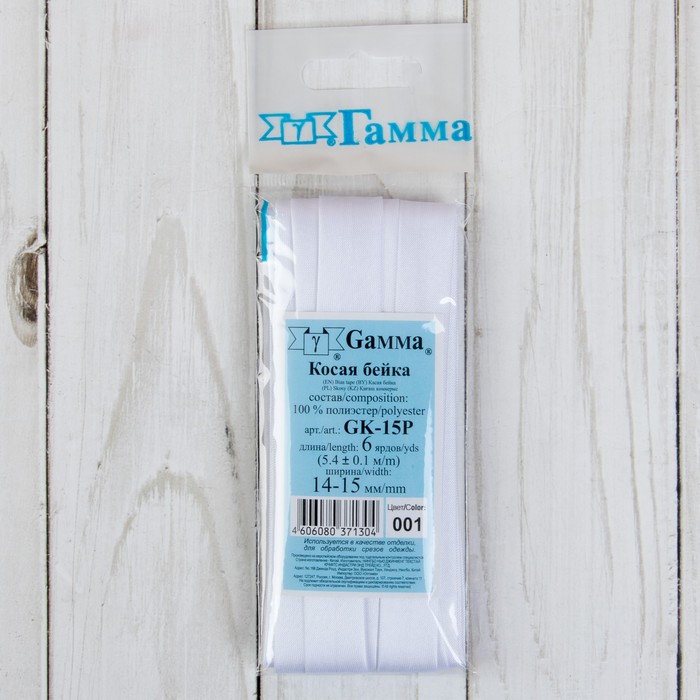 γ ® Гамма
γ ® Gамма ®
Косая бейка
(EN) Bias tape (BY) Касая бейка
состав/composition:
100 % полиэстер/polyester
арт./art.: GK-15P
длина/length: 6 ярдов/yds
(5.4 ± 0.1 м/m)
ширина/width:
14-15 мм/mm
Цвет/Color:
001
4 606080 371304
Используется в качестве отделки,
для обработки срезов одежды.